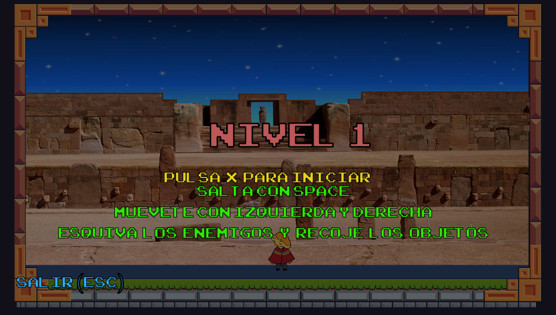 NIVEL 1
PULSA X PARA INICIAR
SALTA CON SPACE
MUEVETE CON IZQUIERDA Y DERECHA
ESQUIVA LOS ENEMIGOS Y RECOJE LOS OBJETOS
SALIR (ESC)